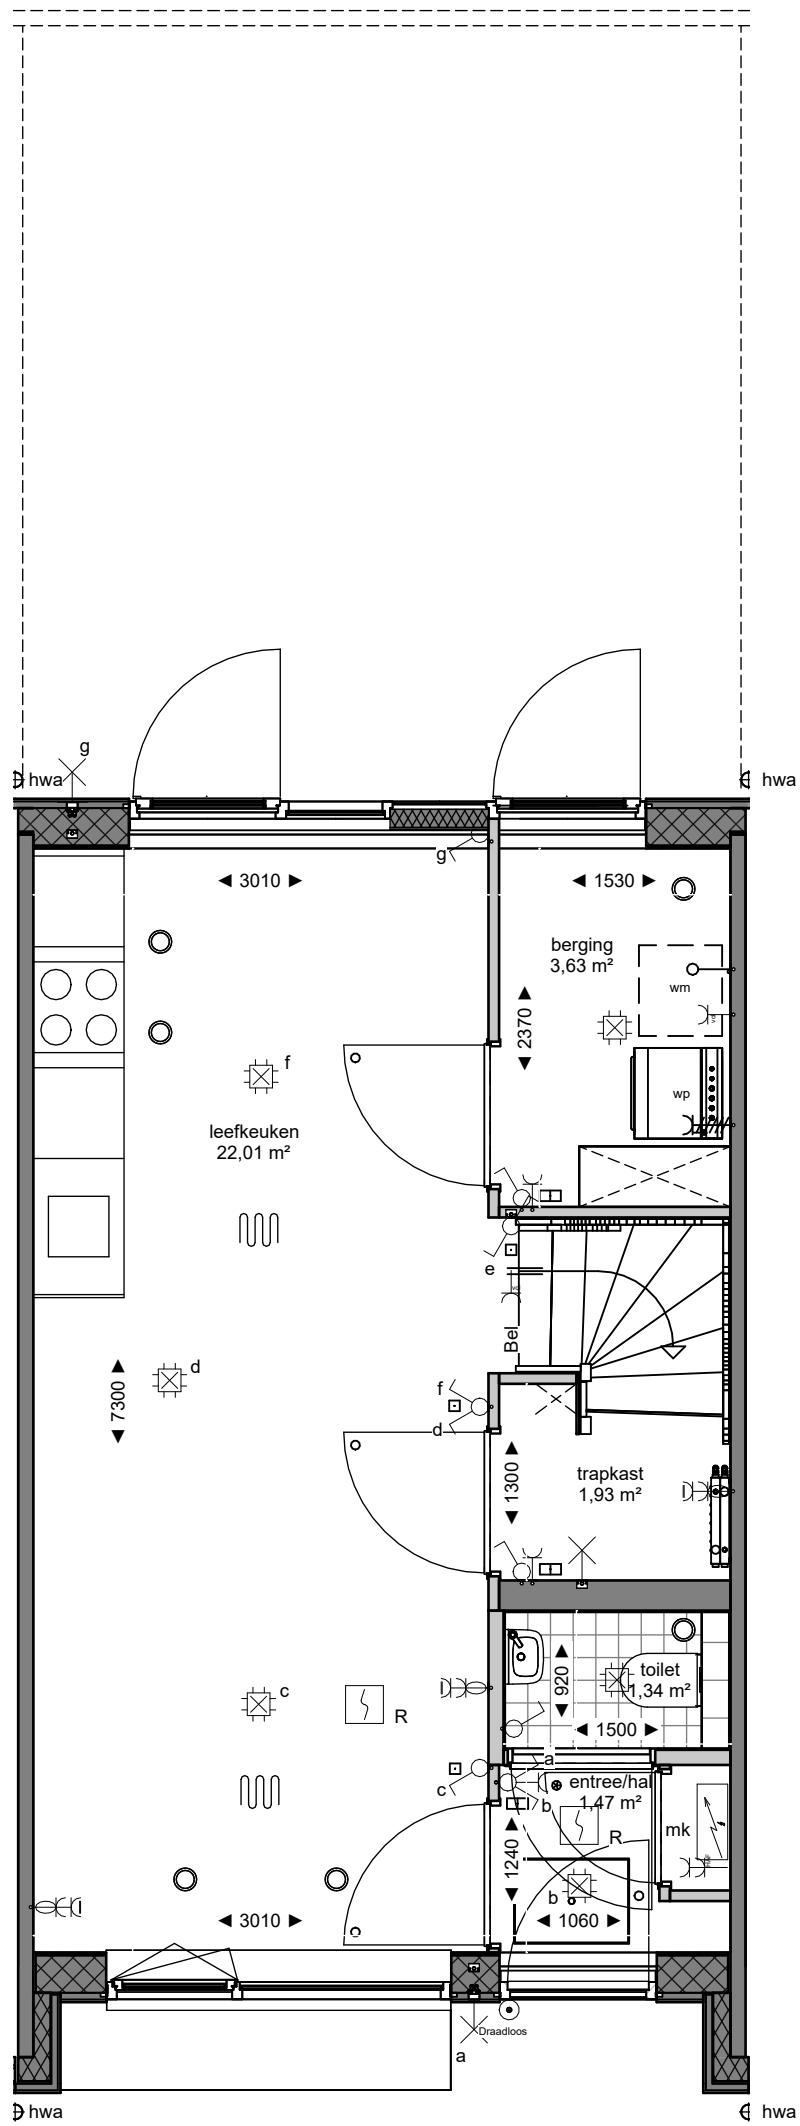 g
hwa
hwa
g
3010
1530
berging
3,63 m²
wm
2370
f
wp
leefkeuken
22,01 m²
e
Bel
d
7300
f
d
1300
trapkast
1,93 m²
c
R
920
toilet
1,34 m²
1500
a
c
b
entree/hal
1,47 m²
R
mk
1240
b
3010
1060
Draadloos
a
hwa
hwa